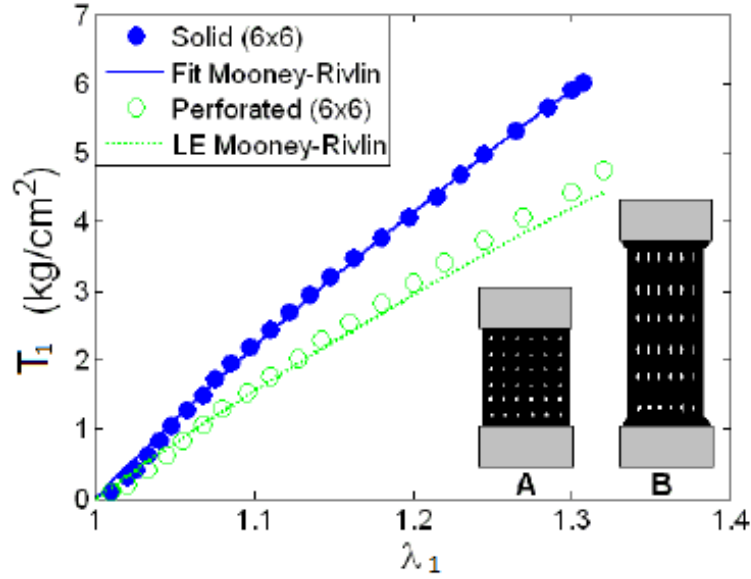 7
6
5
4
3
2
1
0
T₁ (kg/cm²)
Solid (6x6)
Fit Mooney-Rivlin
Perforated (6x6)
LE Mooney-Rivlin
A B
1 1.1 1.2 1.3 1.4
λ₁